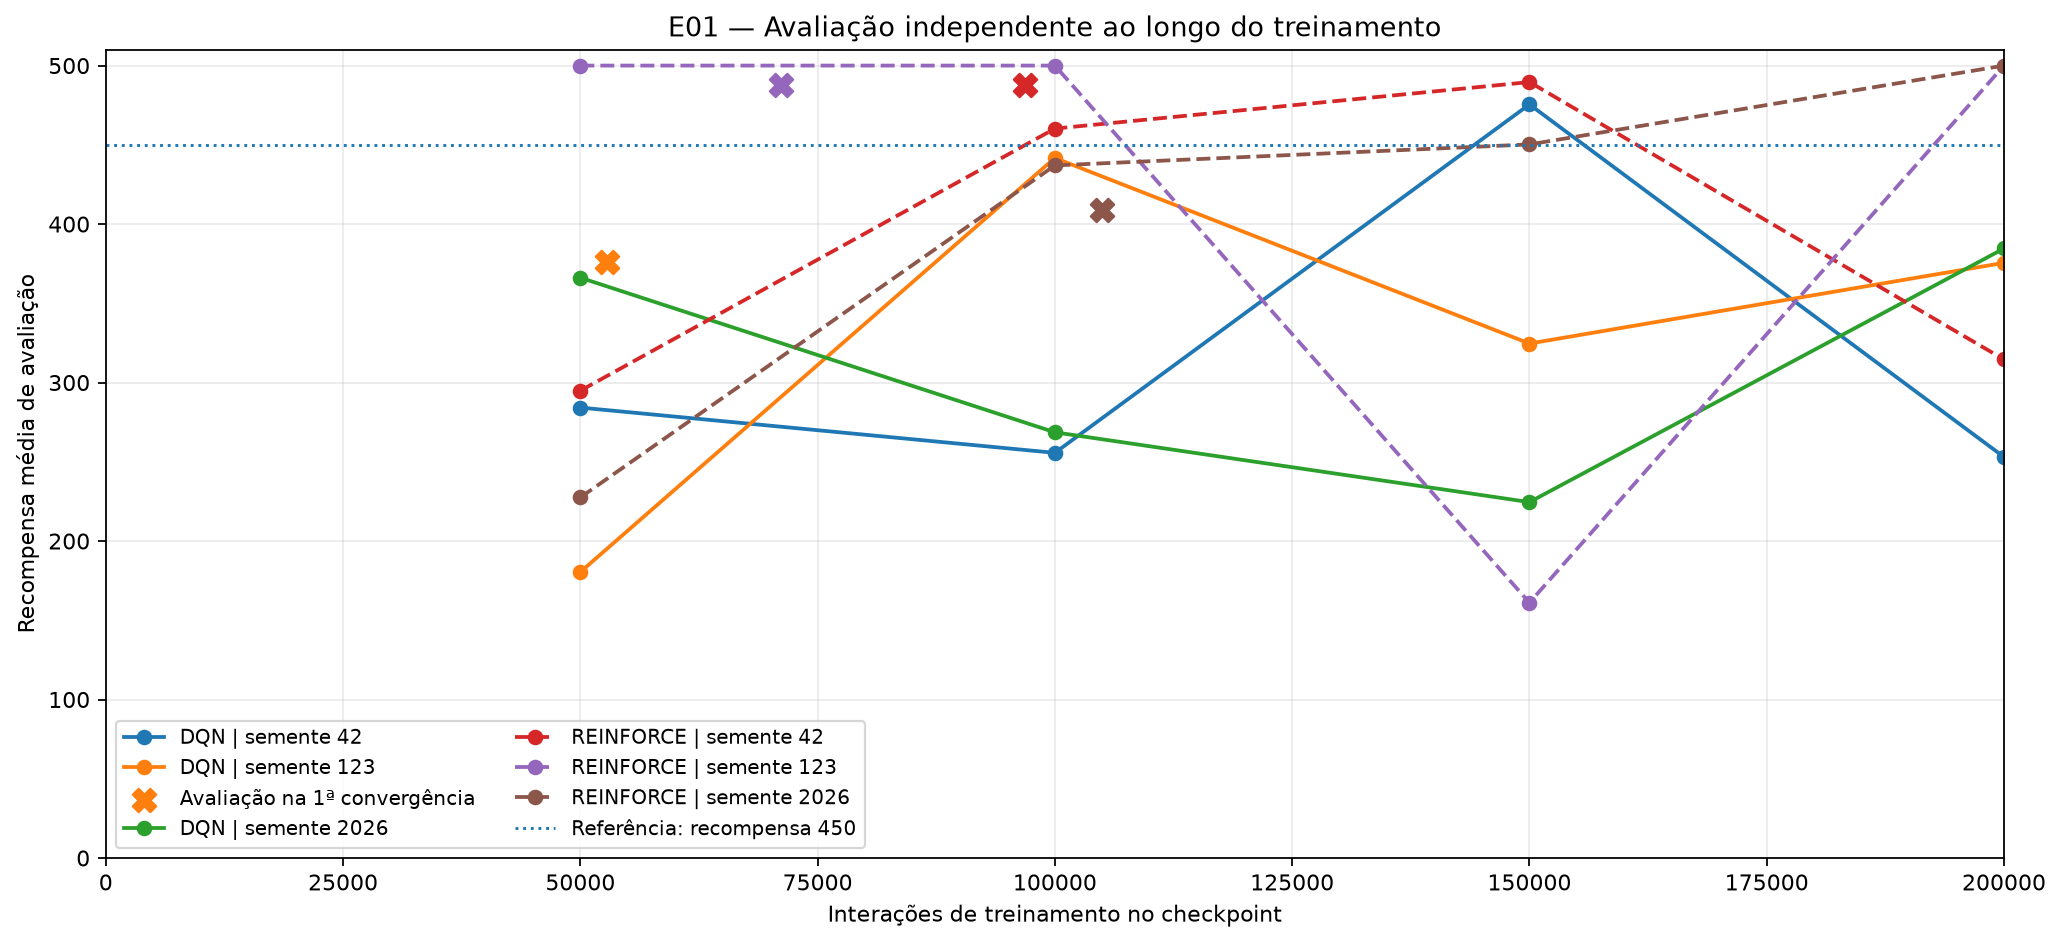 E01 — Avaliação independente ao longo do treinamento
Recompensa média de avaliação
500
400
300
200
100
0
DQN | semente 42
DQN | semente 123
Avaliação na 1ª convergência
DQN | semente 2026
REINFORCE | semente 42
REINFORCE | semente 123
REINFORCE | semente 2026
Referência: recompensa 450
0 25000 50000 75000 100000 125000 150000 175000 200000
Interações de treinamento no checkpoint